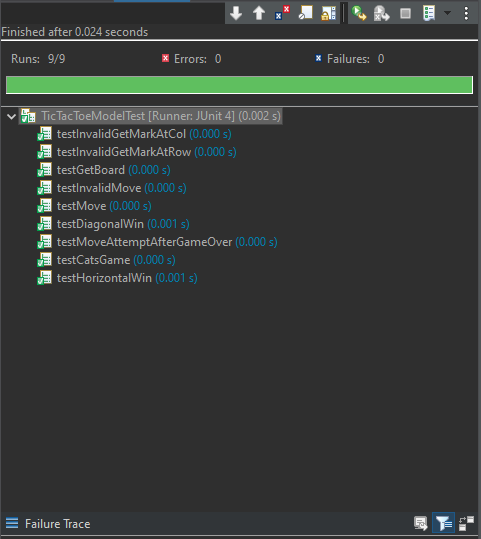 Finished after 0.024 seconds
Runs: 9/9 Errors: 0 Failures: 0
TicTacToeModelTest [Runner: JUnit 4] (0.002 s)
testInvalidGetMarkAtCol (0.000 s)
testInvalidGetMarkAtRow (0.000 s)
testGetBoard (0.000 s)
testInvalidMove (0.000 s)
testMove (0.000 s)
testDiagonalWin (0.001 s)
testMoveAttemptAfterGameOver (0.000 s)
testCatsGame (0.000 s)
testHorizontalWin (0.001 s)
Failure Trace